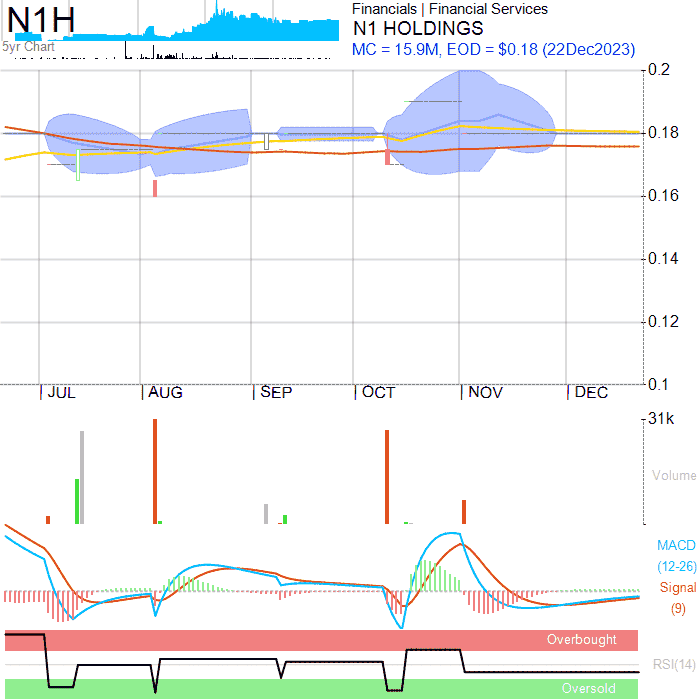 N1H
5yr Chart
Financials | Financial Services
N1 HOLDINGS
MC = 15.9M, EOD = $0.18 (22Dec2023)
0.2
0.18
0.16
0.14
0.12
0.1
JUL AUG SEP OCT NOV DEC
31k
Volume
MACD
(12-26)
Signal
(9)
Overbought
RSI(14)
Oversold